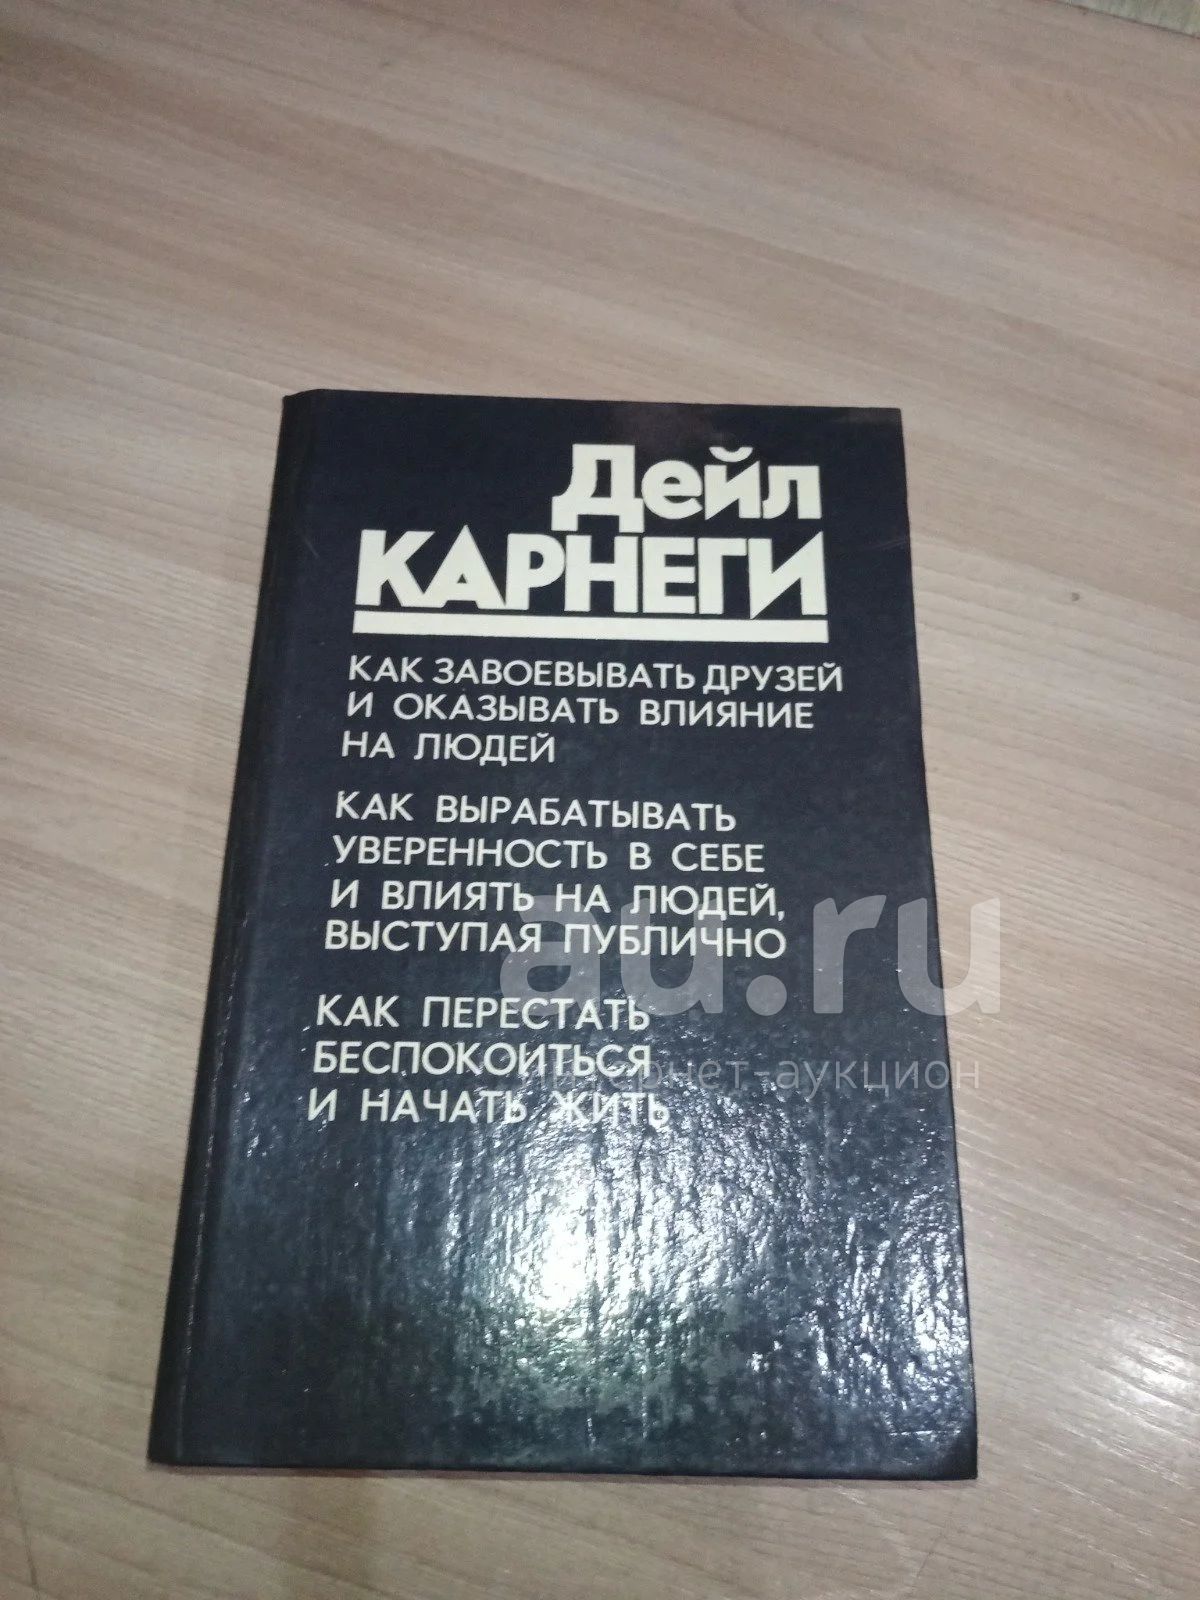 Дейл
КАРНЕГИ
КАК ЗАВОЕВЫВАТЬ ДРУЗЕЙ
И ОКАЗЫВАТЬ ВЛИЯНИЕ
НА ЛЮДЕЙ
КАК ВЫРАБАТЫВАТЬ
УВЕРЕННОСТЬ В СЕБЕ
И ВЛИЯТЬ НА ЛЮДЕЙ,
ВЫСТУПАЯ ПУБЛИЧНО
КАК ПЕРЕСТАТЬ
БЕСПОКОИТЬСЯ
И НАЧАТЬ ЖИТЬ
au.ru
интернет-аукцион